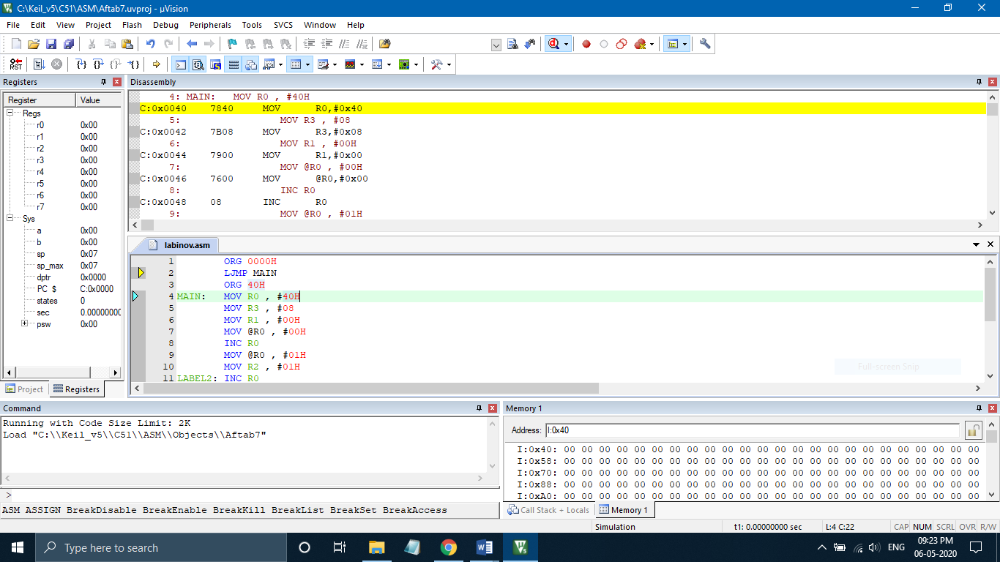 C:\Keil_v5\C51\ASM\Aftab7.uvproj - µVision
File Edit View Project Flash Debug Peripherals Tools SVCS Window Help
RST
Registers
Register Value
Regs
r0 0x00
r1 0x00
r2 0x00
r3 0x00
r4 0x00
r5 0x00
r6 0x00
r7 0x00
Sys
a 0x00
b 0x00
sp 0x07
sp_max 0x07
dptr 0x0000
PC $ C:0x0000
states 0
sec 0.00000000
psw 0x00
Project Registers
Disassembly
4: MAIN: MOV R0 , #40H
C:0x0040 7840 MOV R0,#0x40
5: MOV R3 , #08
C:0x0042 7B08 MOV R3,#0x08
6: MOV R1 , #00H
C:0x0044 7900 MOV R1,#0x00
7: MOV @R0 , #00H
C:0x0046 7600 MOV @R0,#0x00
8: INC R0
C:0x0048 08 INC R0
9: MOV @R0 , #01H
labinov.asm
1 ORG 0000H
2 LJMP MAIN
3 ORG 40H
4 MAIN: MOV R0 , #40H
5 MOV R3 , #08
6 MOV R1 , #00H
7 MOV @R0 , #00H
8 INC R0
9 MOV @R0 , #01H
10 MOV R2 , #01H
11 LABEL2: INC R0
Full-screen Snip
Command
Running with Code Size Limit: 2K
Load "C:\\Keil_v5\\C51\\ASM\\Objects\\Aftab7"
>
ASM ASSIGN BreakDisable BreakEnable BreakKill BreakList BreakSet BreakAccess
Memory 1
Address: I:0x40
I:0x40: 00 00 00 00 00 00 00 00 00 00 00 00 00 00 00 00 00 00 00 00 00 00 00 00
I:0x58: 00 00 00 00 00 00 00 00 00 00 00 00 00 00 00 00 00 00 00 00 00 00 00 00
I:0x70: 00 00 00 00 00 00 00 00 00 00 00 00 00 00 00 00 00 00 00 00 00 00 00 00
I:0x88: 00 00 00 00 00 00 00 00 00 00 00 00 00 00 00 00 00 00 00 00 00 00 00 00
I:0xA0: 00 00 00 00 00 00 00 00 00 00 00 00 00 00 00 00 00 00 00 00 00 00 00 00
Call Stack + Locals Memory 1
Simulation t1: 0.00000000 sec L:4 C:22 CAP NUM SCRL OVR R/W
Type here to search
ENG
09:23 PM
06-05-2020